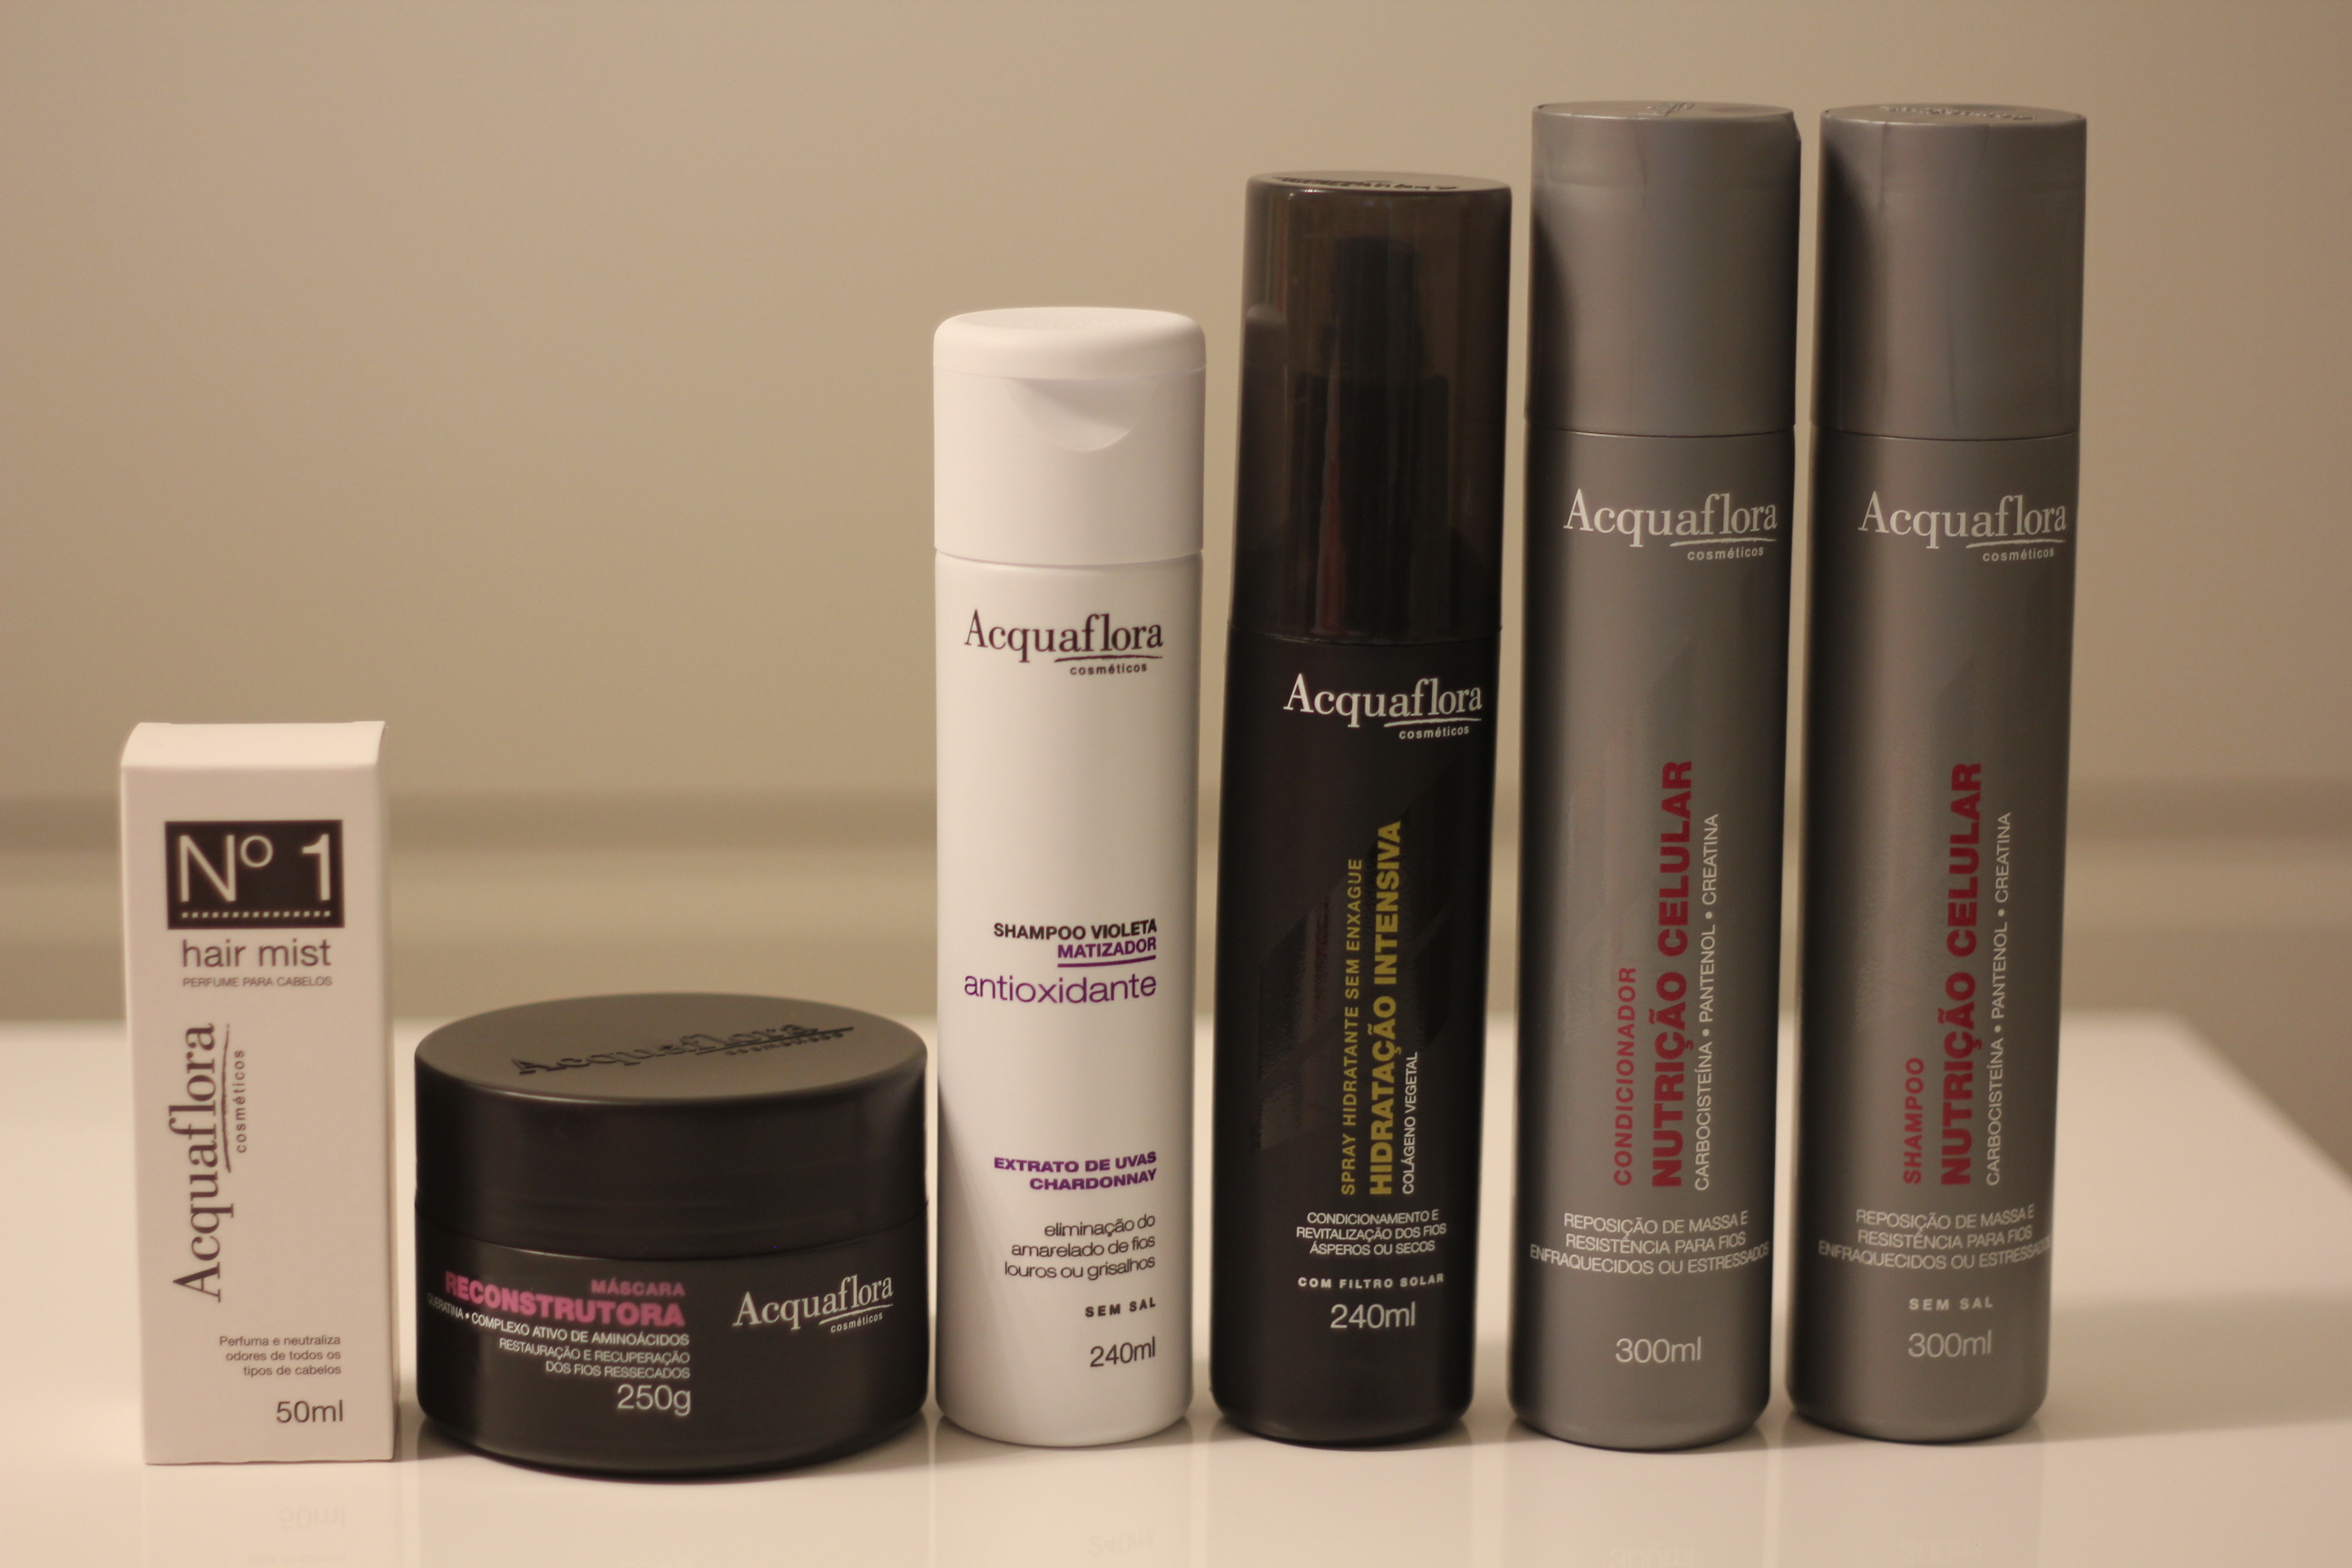 Nº 1
hair mist
PERFUME PARA CABELOS
Acquaflora
cosméticos
Perfuma e neutraliza
odores de todos os
tipos de cabelos
50ml
Acquaflora
cosméticos
MÁSCARA
RECONSTRUTORA
QUERATINA • COMPLEXO ATIVO DE AMINOÁCIDOS
RESTAURAÇÃO E RECUPERAÇÃO
DOS FIOS RESSECADOS
250g
Acquaflora
cosméticos
Acquaflora
cosméticos
SHAMPOO VIOLETA
MATIZADOR
antioxidante
EXTRATO DE UVAS
CHARDONNAY
eliminação do
amarelado de fios
louros ou grisalhos
SEM SAL
240ml
Acquaflora
cosméticos
SPRAY HIDRATANTE SEM ENXAGUE
HIDRATAÇÃO INTENSIVA
COLÁGENO VEGETAL
CONDICIONAMENTO E
REVITALIZAÇÃO DOS FIOS
ÁSPEROS OU SECOS
COM FILTRO SOLAR
240ml
Acquaflora
cosméticos
CONDICIONADOR
NUTRIÇÃO CELULAR
CARBOCISTEÍNA • PANTENOL • CREATINA
REPOSIÇÃO DE MASSA E
RESISTÊNCIA PARA FIOS
ENFRAQUECIDOS OU ESTRESSADOS
300ml
Acquaflora
cosméticos
SHAMPOO
NUTRIÇÃO CELULAR
CARBOCISTEÍNA • PANTENOL • CREATINA
REPOSIÇÃO DE MASSA E
RESISTÊNCIA PARA FIOS
ENFRAQUECIDOS OU ESTRESSADOS
SEM SAL
300ml